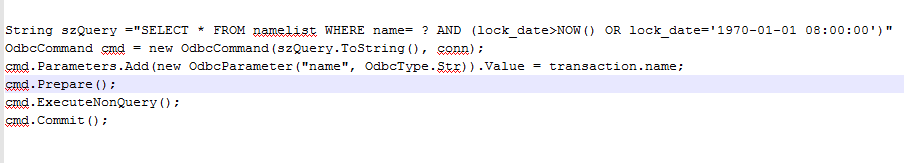 String szQuery ="SELECT * FROM namelist WHERE name= ? AND (lock_date>NOW() OR lock_date='1970-01-01 08:00:00')"
OdbcCommand cmd = new OdbcCommand(szQuery.ToString(), conn);
cmd.Parameters.Add(new OdbcParameter("name", OdbcType.Str)).Value = transaction.name;
cmd.Prepare();
cmd.ExecuteNonQuery();
cmd.Commit();